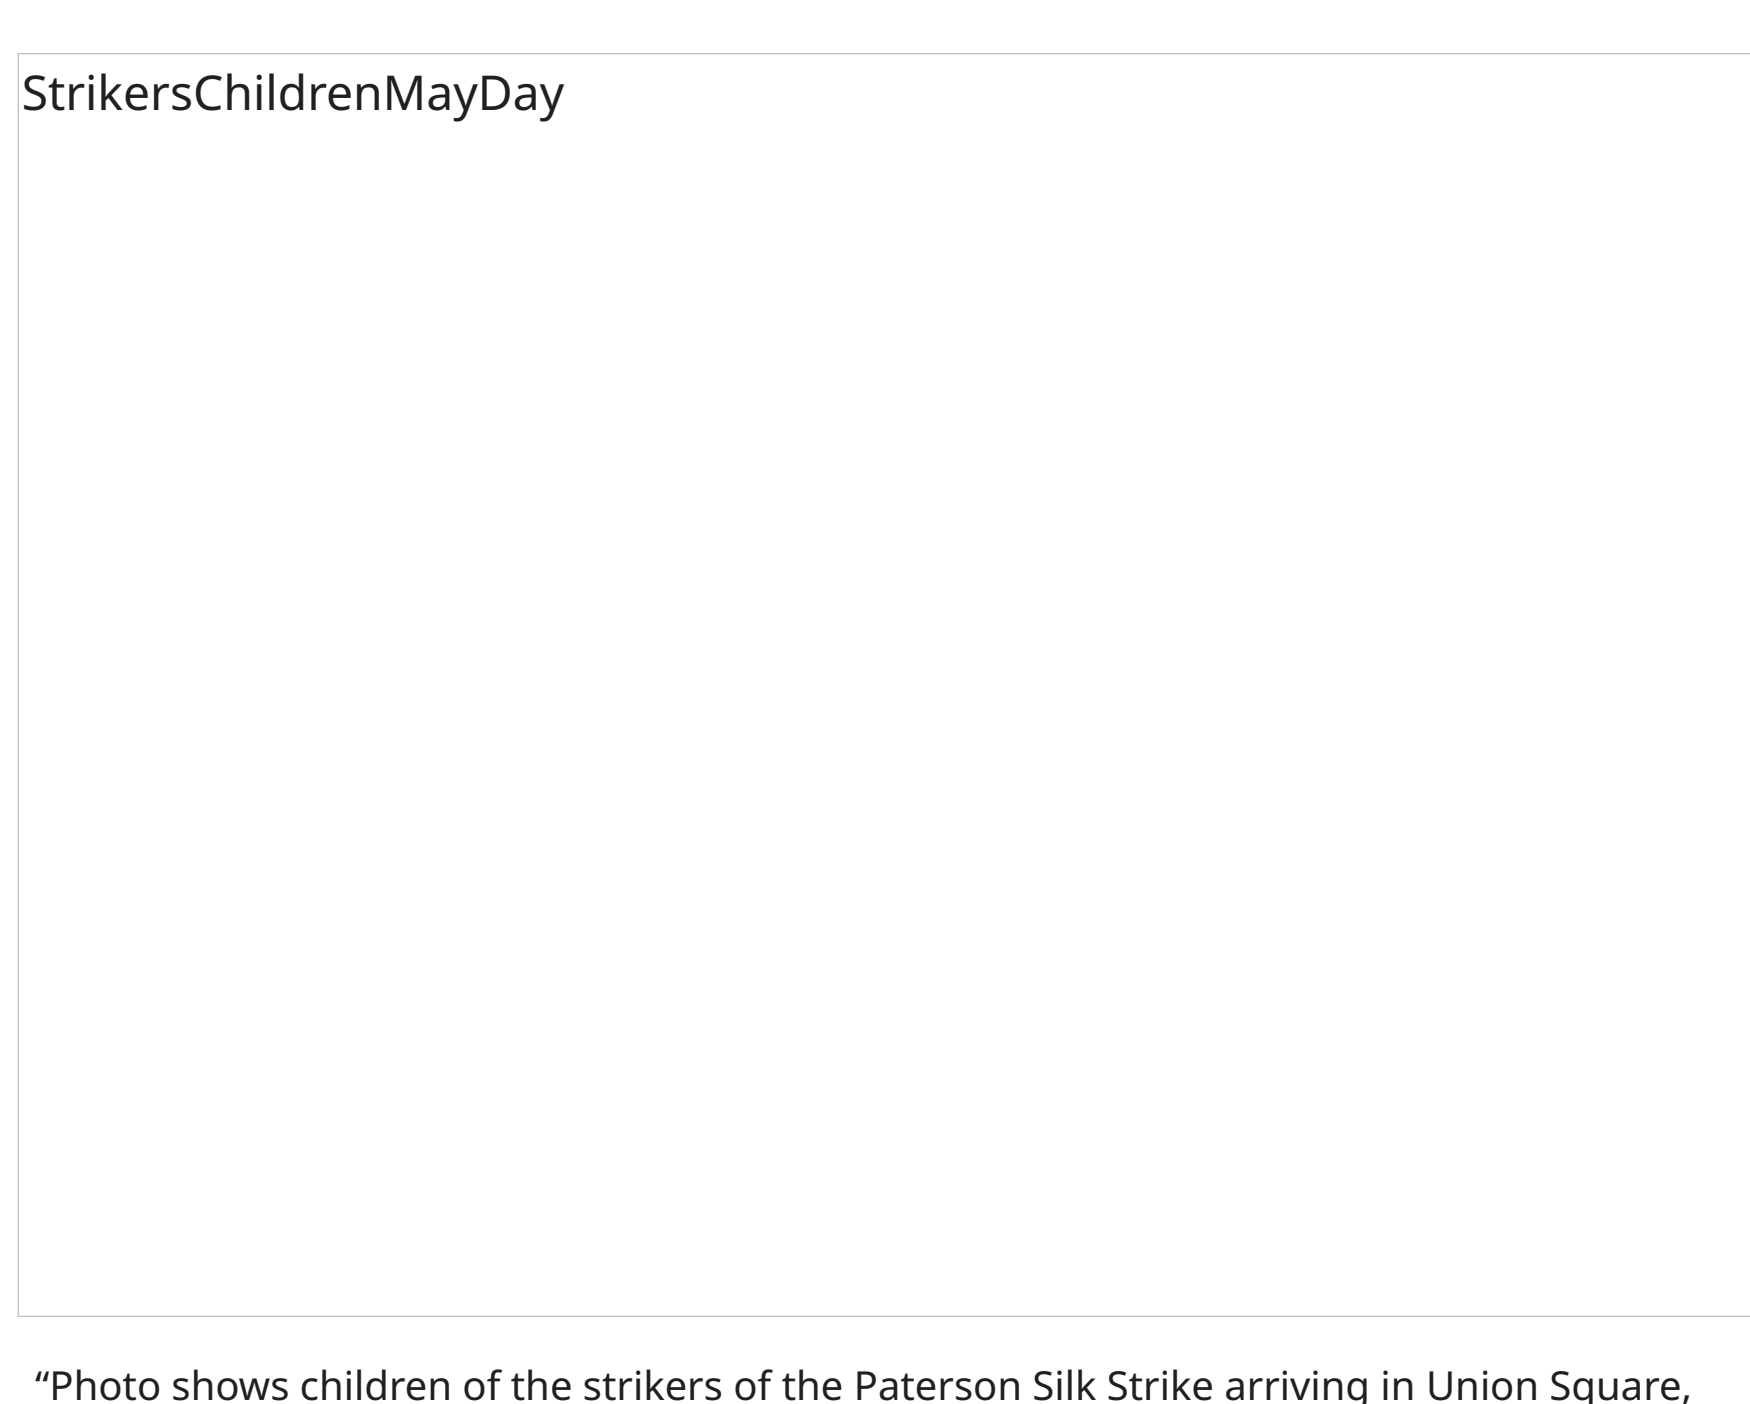 StrikersChildrenMayDay
“Photo shows children of the strikers of the Paterson Silk Strike arriving in Union Square,